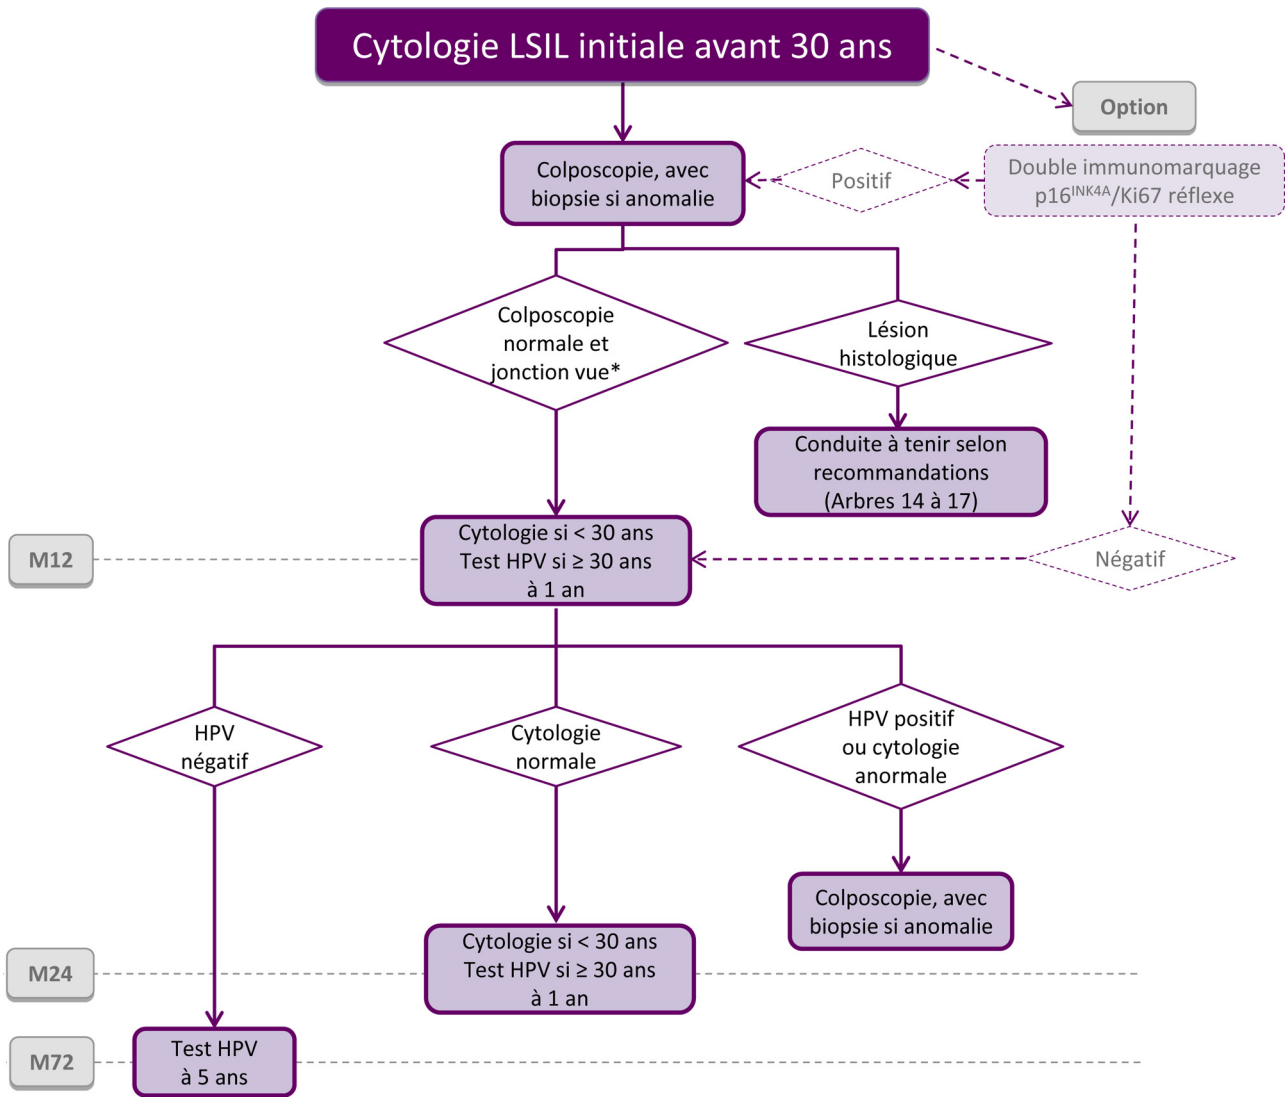 Cytologie LSIL initiale avant 30 ans
Option
Colposcopie, avec
biopsie si anomalie
Positif
Double immunomarquage
p16INK4A/Ki67 réflexe
Colposcopie
normale et
jonction vue*
Lésion
histologique
Conduite à tenir selon
recommandations
(Arbres 14 à 17)
M12
Cytologie si < 30 ans
Test HPV si ≥ 30 ans
à 1 an
Négatif
HPV
négatif
Cytologie
normale
HPV positif
ou cytologie
anormale
Colposcopie, avec
biopsie si anomalie
M24
Cytologie si < 30 ans
Test HPV si ≥ 30 ans
à 1 an
M72
Test HPV
à 5 ans